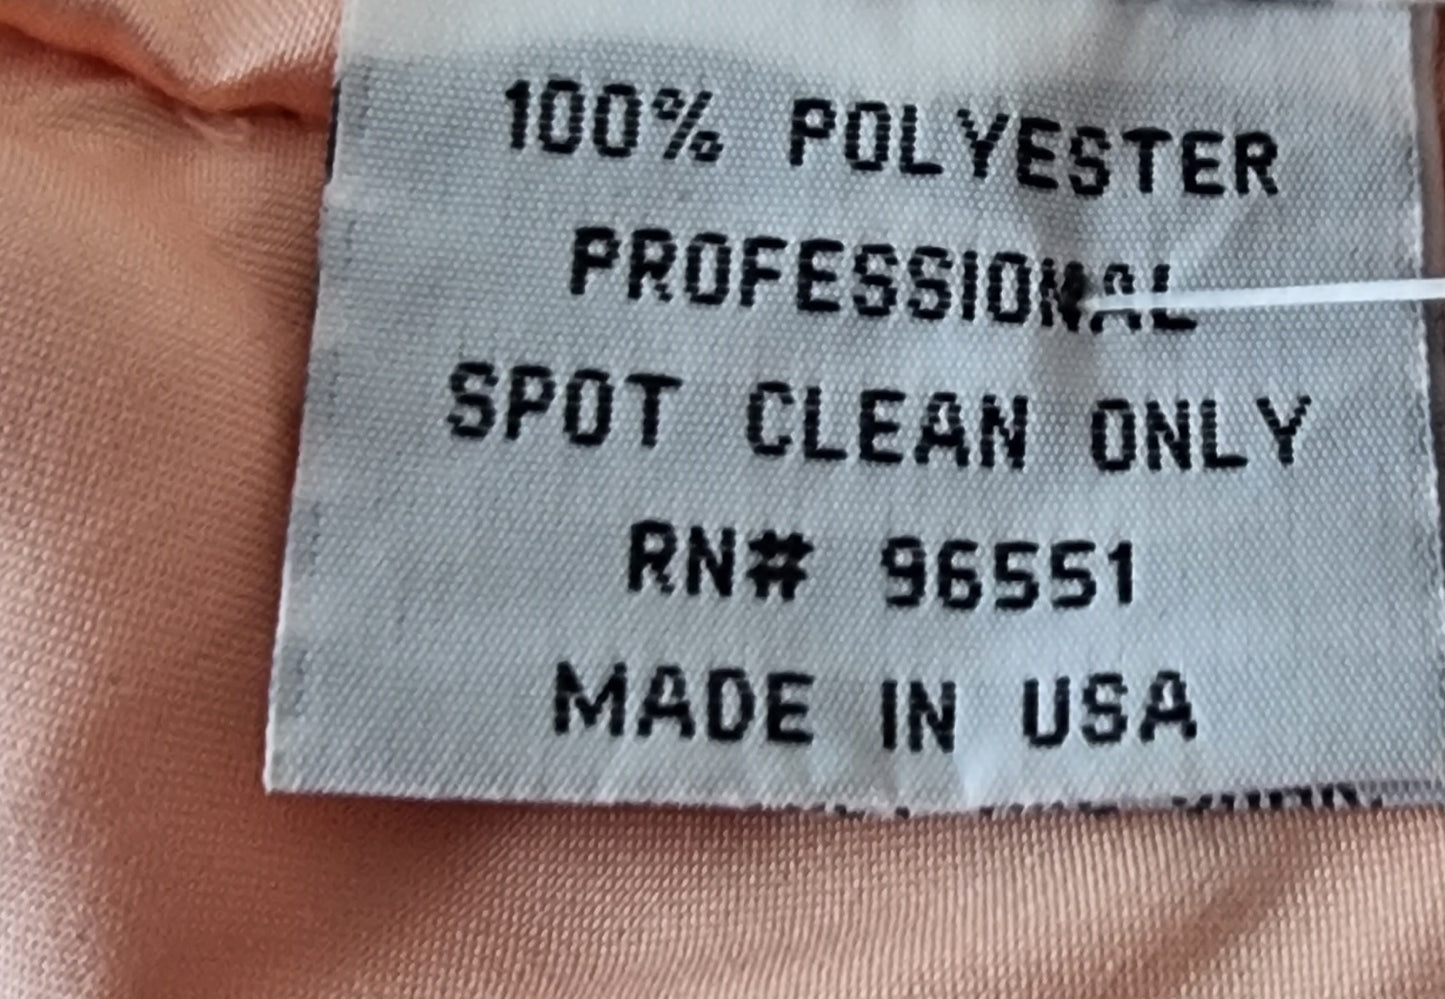 100% POLYESTER
PROFESSIONAL
SPOT CLEAN ONLY
RN# 96551
MADE IN USA